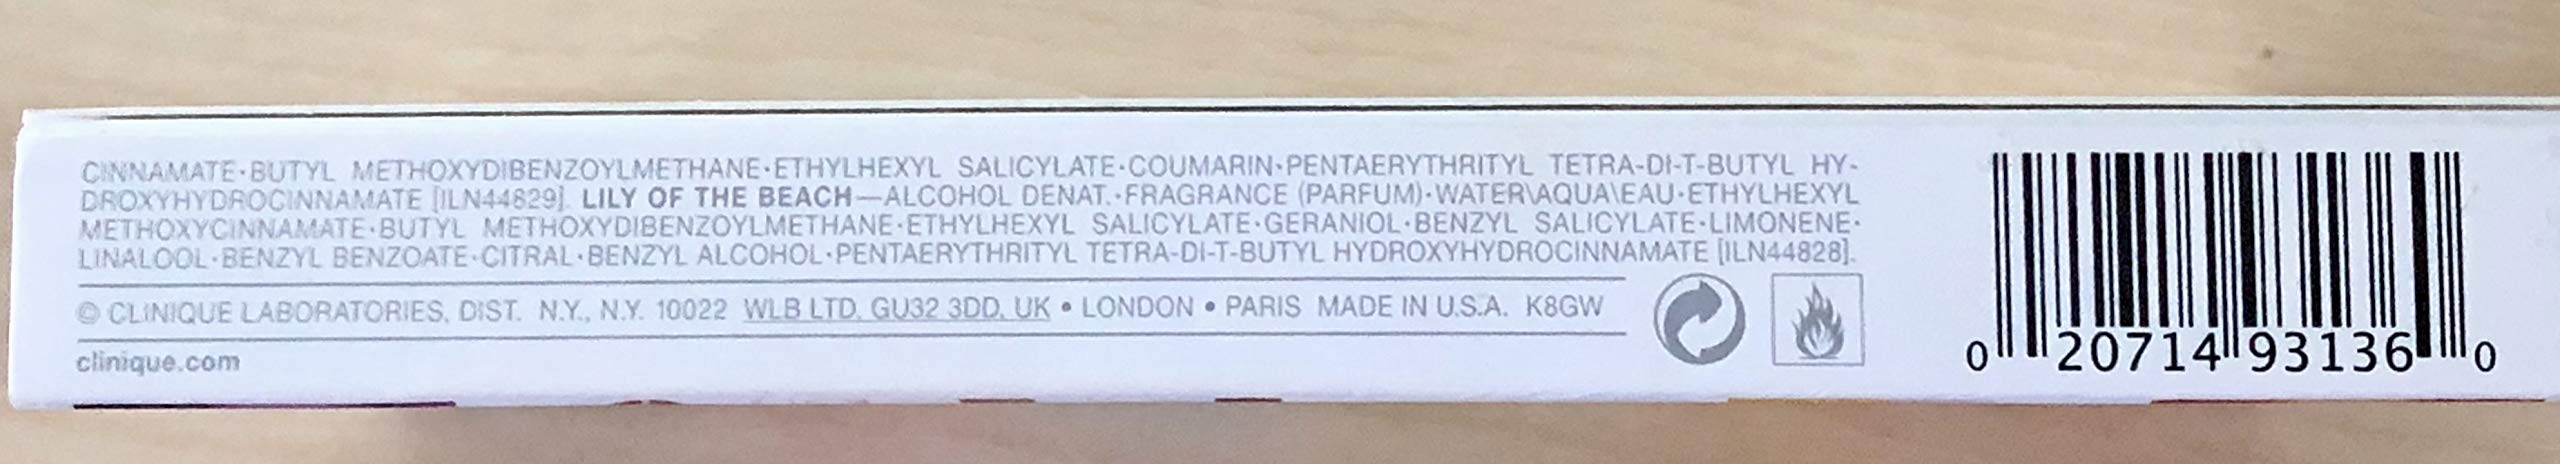 CINNAMATE•BUTYL METHOXYDIBENZOYLMETHANE•ETHYLHEXYL SALICYLATE•COUMARIN•PENTAERYTHRITYL TETRA-DI-T-BUTYL HY-
DROXYHYDROCINNAMATE [ILN44829]. LILY OF THE BEACH—ALCOHOL DENAT.•FRAGRANCE (PARFUM)•WATER\AQUA\EAU•ETHYLHEXYL
METHOXYCINNAMATE•BUTYL METHOXYDIBENZOYLMETHANE•ETHYLHEXYL SALICYLATE•GERANIOL•BENZYL SALICYLATE•LIMONENE•
LINALOOL•BENZYL BENZOATE•CITRAL•BENZYL ALCOHOL•PENTAERYTHRITYL TETRA-DI-T-BUTYL HYDROXYHYDROCINNAMATE [ILN44828].
© CLINIQUE LABORATORIES, DIST. N.Y., N.Y. 10022 WLB LTD. GU32 3DD. UK • LONDON • PARIS MADE IN U.S.A. K8GW
clinique.com
0 20714 93136 0